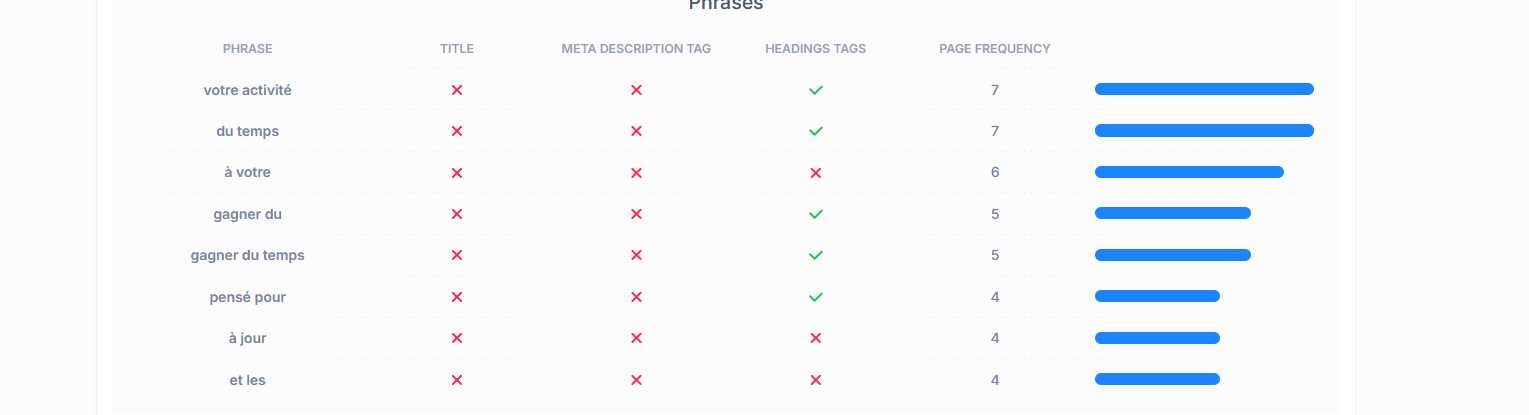 Phrases
PHRASE TITLE META DESCRIPTION TAG HEADINGS TAGS PAGE FREQUENCY
votre activité 7
du temps 7
à votre 6
gagner du 5
gagner du temps 5
pensé pour 4
à jour 4
et les 4